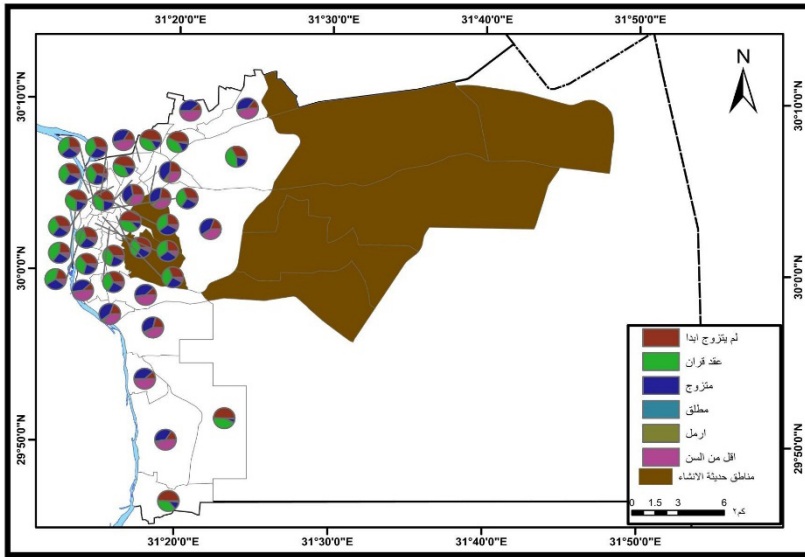 31°20'0"E 31°30'0"E 31°40'0"E 31°50'0"E
N
30°10'0"N 30°10'0"N
30°0'0"N 30°0'0"N
29°50'0"N 29°50'0"N
لم يتزوج ابدا
عقد قران
متزوج
مطلق
ارمل
اقل من السن
مناطق حديثة الانشاء
0 1.5 3 6
كم٢
31°20'0"E 31°30'0"E 31°40'0"E 31°50'0"E